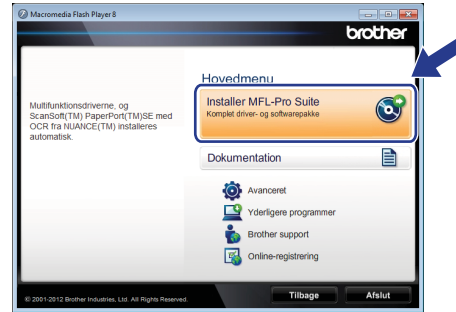 Macromedia Flash Player 8
brother
Hovedmenu
Multifunktionsdriverne, og
ScanSoft(TM) PaperPort(TM)SE med
OCR fra NUANCE(TM) installeres
automatisk.
Installer MFL-Pro Suite
Komplet driver- og softwarepakke
Dokumentation
Avanceret
Yderligere programmer
Brother support
Online-registrering
© 2001-2012 Brother Industries, Ltd. All Rights Reserved.
Tilbage
Afslut